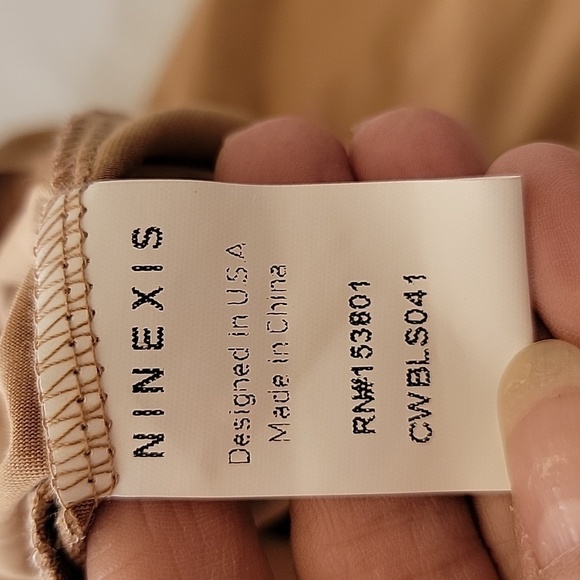 NINEXIS
Designed in U.S.A
Made in China
RN#153801
CWBLS041